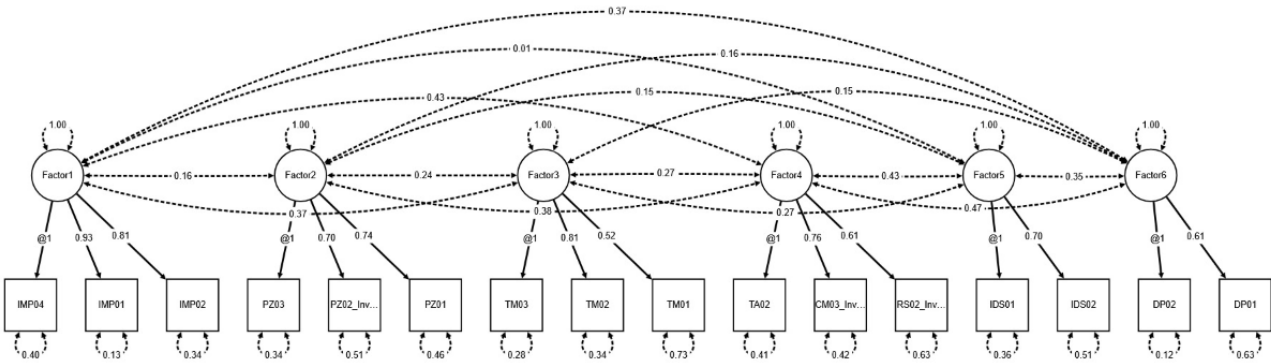 0.37
0.01
0.16
0.43
0.15
0.15
1.00 1.00 1.00 1.00 1.00 1.00
Factor1 0.16 Factor2 0.24 Factor3 0.27 Factor4 0.43 Factor5 0.35 Factor6
0.37 0.38 0.27 0.47
@1 0.93 0.81 @1 0.70 0.74 @1 0.81 0.52 @1 0.76 0.61 @1 0.70 @1 0.61
IMP04 IMP01 IMP02 PZ03 PZ02_Inv... PZ01 TM03 TM02 TM01 TA02 CM03_Inv... RS02_Inv... IDS01 IDS02 DP02 DP01
0.40 0.13 0.34 0.34 0.51 0.46 0.28 0.34 0.73 0.41 0.42 0.63 0.36 0.51 0.12 0.63